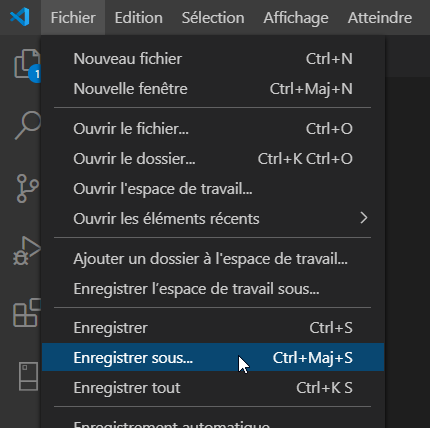 Fichier Edition Sélection Affichage Atteindre
Nouveau fichier Ctrl+N
Nouvelle fenêtre Ctrl+Maj+N
Ouvrir le fichier... Ctrl+O
Ouvrir le dossier... Ctrl+K Ctrl+O
Ouvrir l'espace de travail...
Ouvrir les éléments récents
Ajouter un dossier à l'espace de travail...
Enregistrer l'espace de travail sous...
Enregistrer Ctrl+S
Enregistrer sous... Ctrl+Maj+S
Enregistrer tout Ctrl+K S
Enregistrement automatique
1